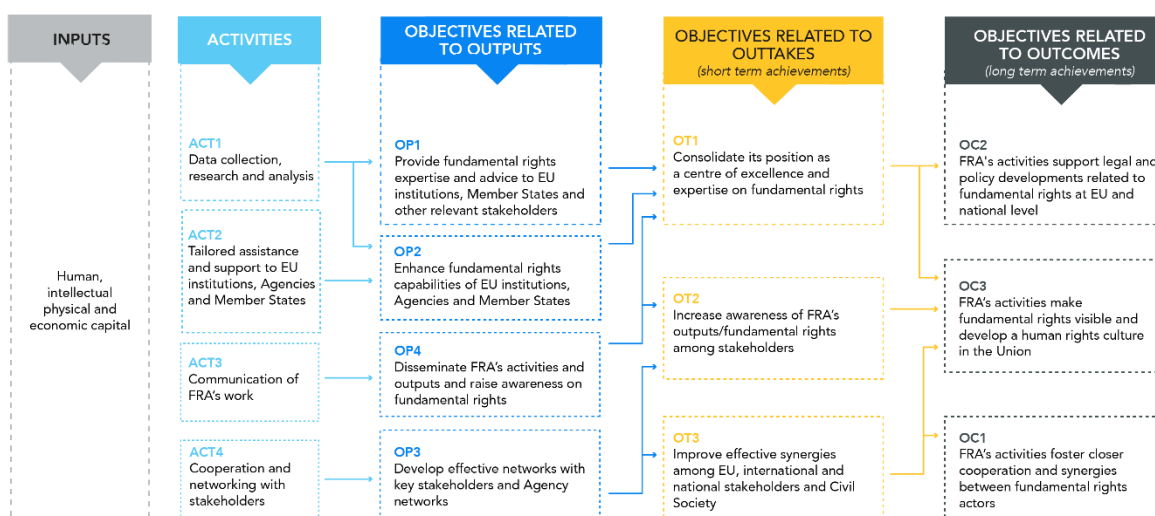 INPUTS
ACTIVITIES
OBJECTIVES RELATED
TO OUTPUTS
OBJECTIVES RELATED TO
OUTTAKES
(short term achievements)
OBJECTIVES RELATED
TO OUTCOMES
(long term achievements)
Human,
intellectual
physical and
economic capital
ACT1
Data collection,
research and analysis
ACT2
Tailored assistance
and support to EU
institutions, Agencies
and Member States
ACT3
Communication of
FRA's work
ACT4
Cooperation and
networking with
stakeholders
OP1
Provide fundamental rights
expertise and advice to EU
institutions, Member States and
other relevant stakeholders
OP2
Enhance fundamental rights
capabilities of EU institutions,
Agencies and Member States
OP4
Disseminate FRA's activities
and outputs and raise awareness on
fundamental rights
OP3
Develop effective networks with
key stakeholders and Agency
networks
OT1
Consolidate its position as
a centre of excellence and
expertise on fundamental rights
OT2
Increase awareness of FRA's
outputs/fundamental rights
among stakeholders
OT3
Improve effective synergies
among EU, international and
national stakeholders and Civil
Society
OC2
FRA's activities support legal and
policy developments related to
fundamental rights at EU and
national level
OC3
FRA's activities make
fundamental rights visible and
develop a human rights culture
in the Union
OC1
FRA's activities foster closer
cooperation and synergies
between fundamental rights
actors